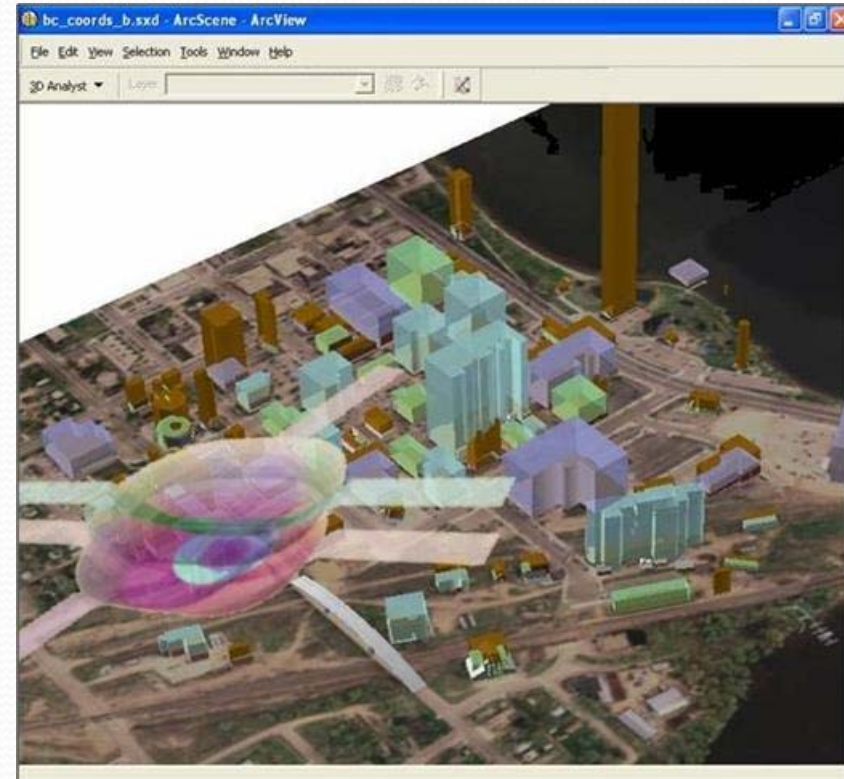 bc_coords_b.sxd - ArcScene - ArcView
File Edit View Selection Tools Window Help
3D Analyst Layer: